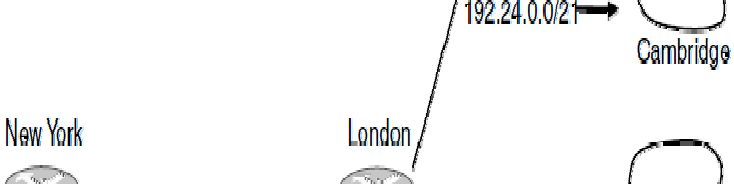 192.24.0.0/21
Cambridge
New York
London